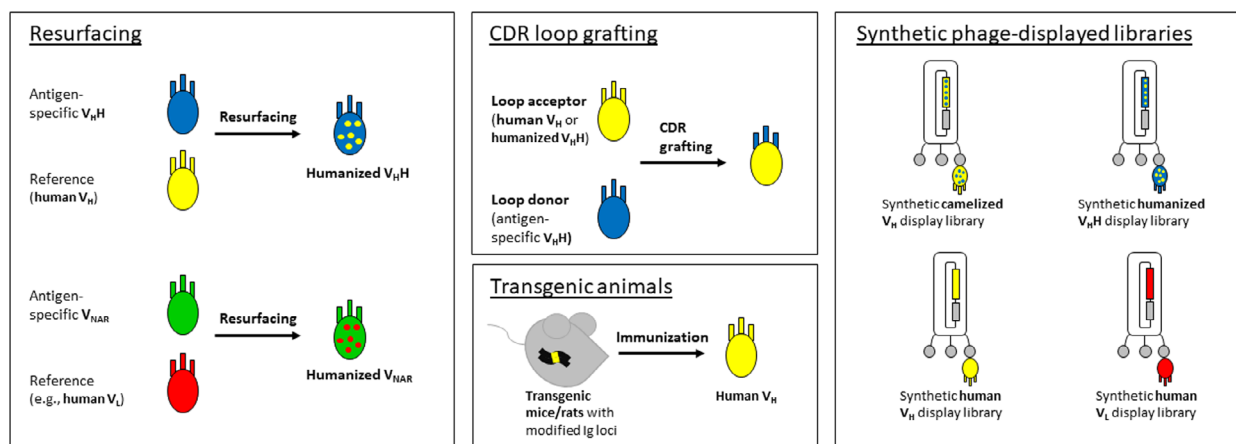 Resurfacing
Antigen-
specific VHH
Resurfacing
Humanized VHH
Reference
(human VH)
Antigen-
specific VNAR
Resurfacing
Humanized VNAR
Reference
(e.g., human VL)
CDR loop grafting
Loop acceptor
(human VH or
humanized VHH)
CDR
grafting
Loop donor
(antigen-
specific VHH)
Transgenic animals
Immunization
Transgenic
mice/rats with
modified Ig loci
Human VH
Synthetic phage-displayed libraries
Synthetic camelized
VH display library
Synthetic humanized
VHH display library
Synthetic human
VH display library
Synthetic human
VL display library